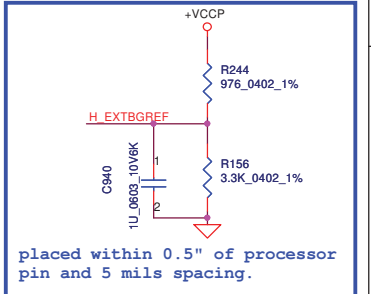 +VCCP
R244
976_0402_1%
H_EXTBGREF
R156
3.3K_0402_1%
C940
1U_0603_10V6K
1
2
placed within 0.5" of processor
pin and 5 mils spacing.